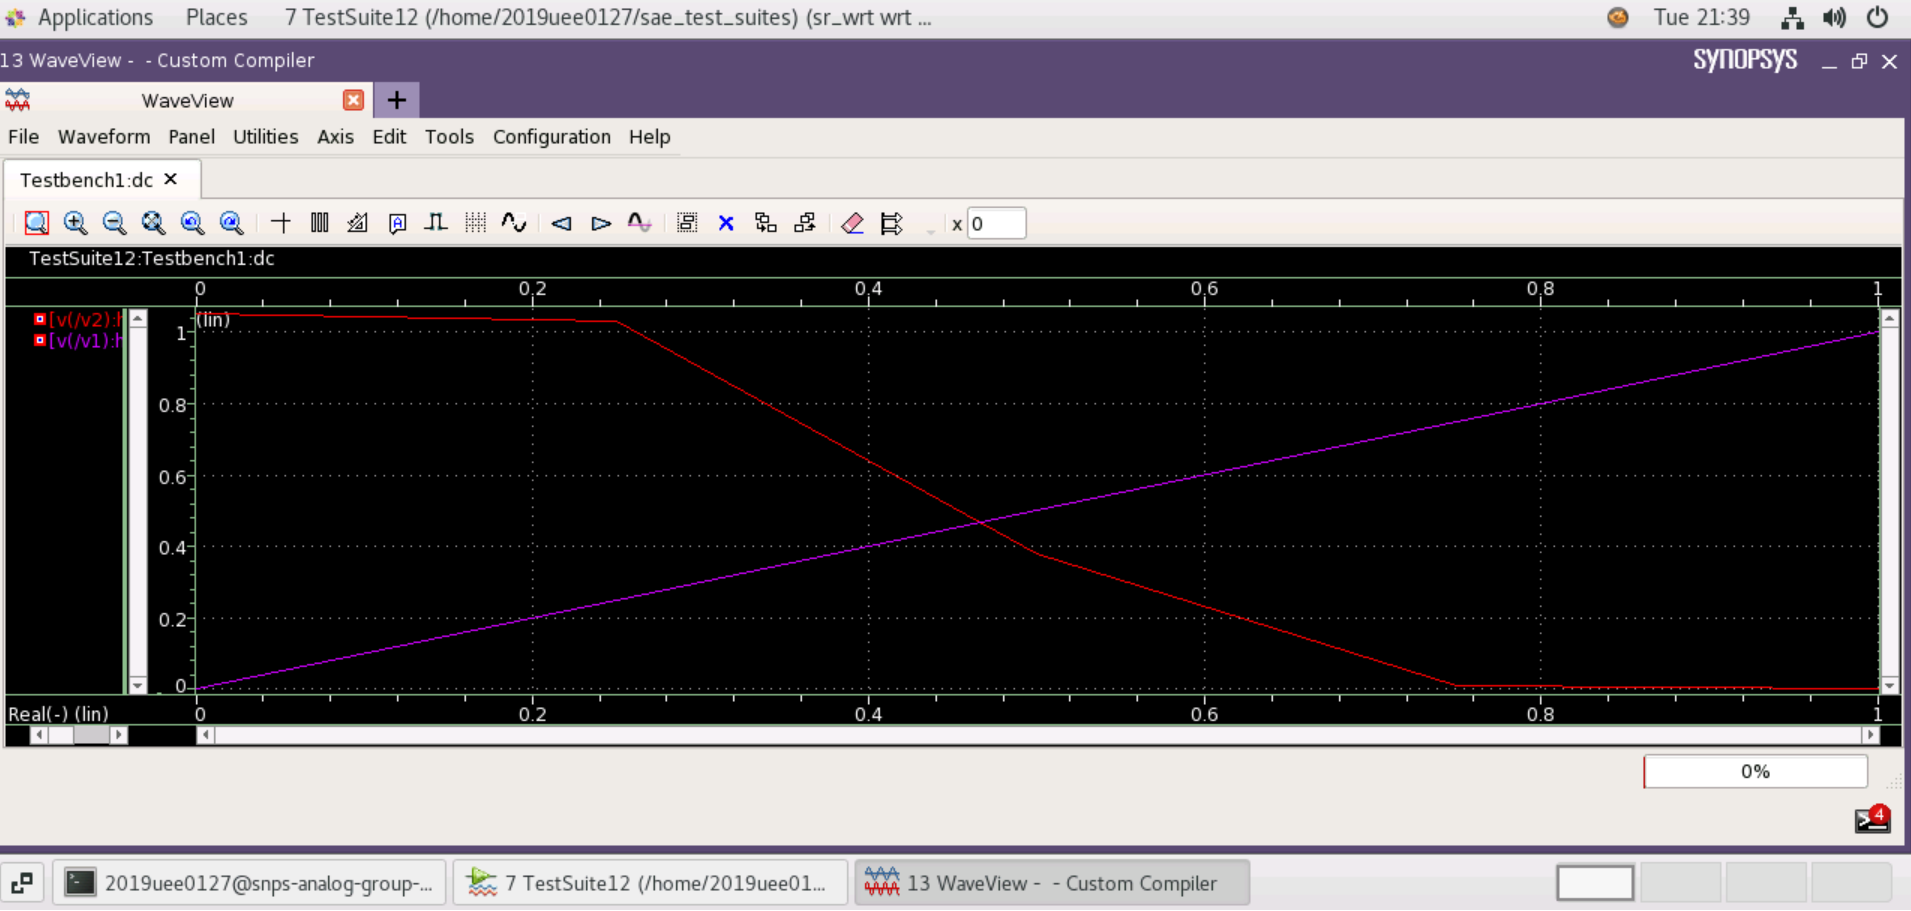 Applications Places 7 TestSuite12 (/home/2019uee0127/sae_test_suites) (sr_wrt wrt ... Tue 21:39
13 WaveView - - Custom Compiler SYNOPSYS
WaveView
File Waveform Panel Utilities Axis Edit Tools Configuration Help
Testbench1:dc
x 0
TestSuite12:Testbench1:dc
0 0.2 0.4 0.6 0.8 1
[v(/v2):h
(lin)
[v(/v1):h
1
0.8
0.6
0.4
0.2
0
Real(-) (lin) 0 0.2 0.4 0.6 0.8 1
0%
4
2019uee0127@snps-analog-group-... 7 TestSuite12 (/home/2019uee01... 13 WaveView - - Custom Compiler